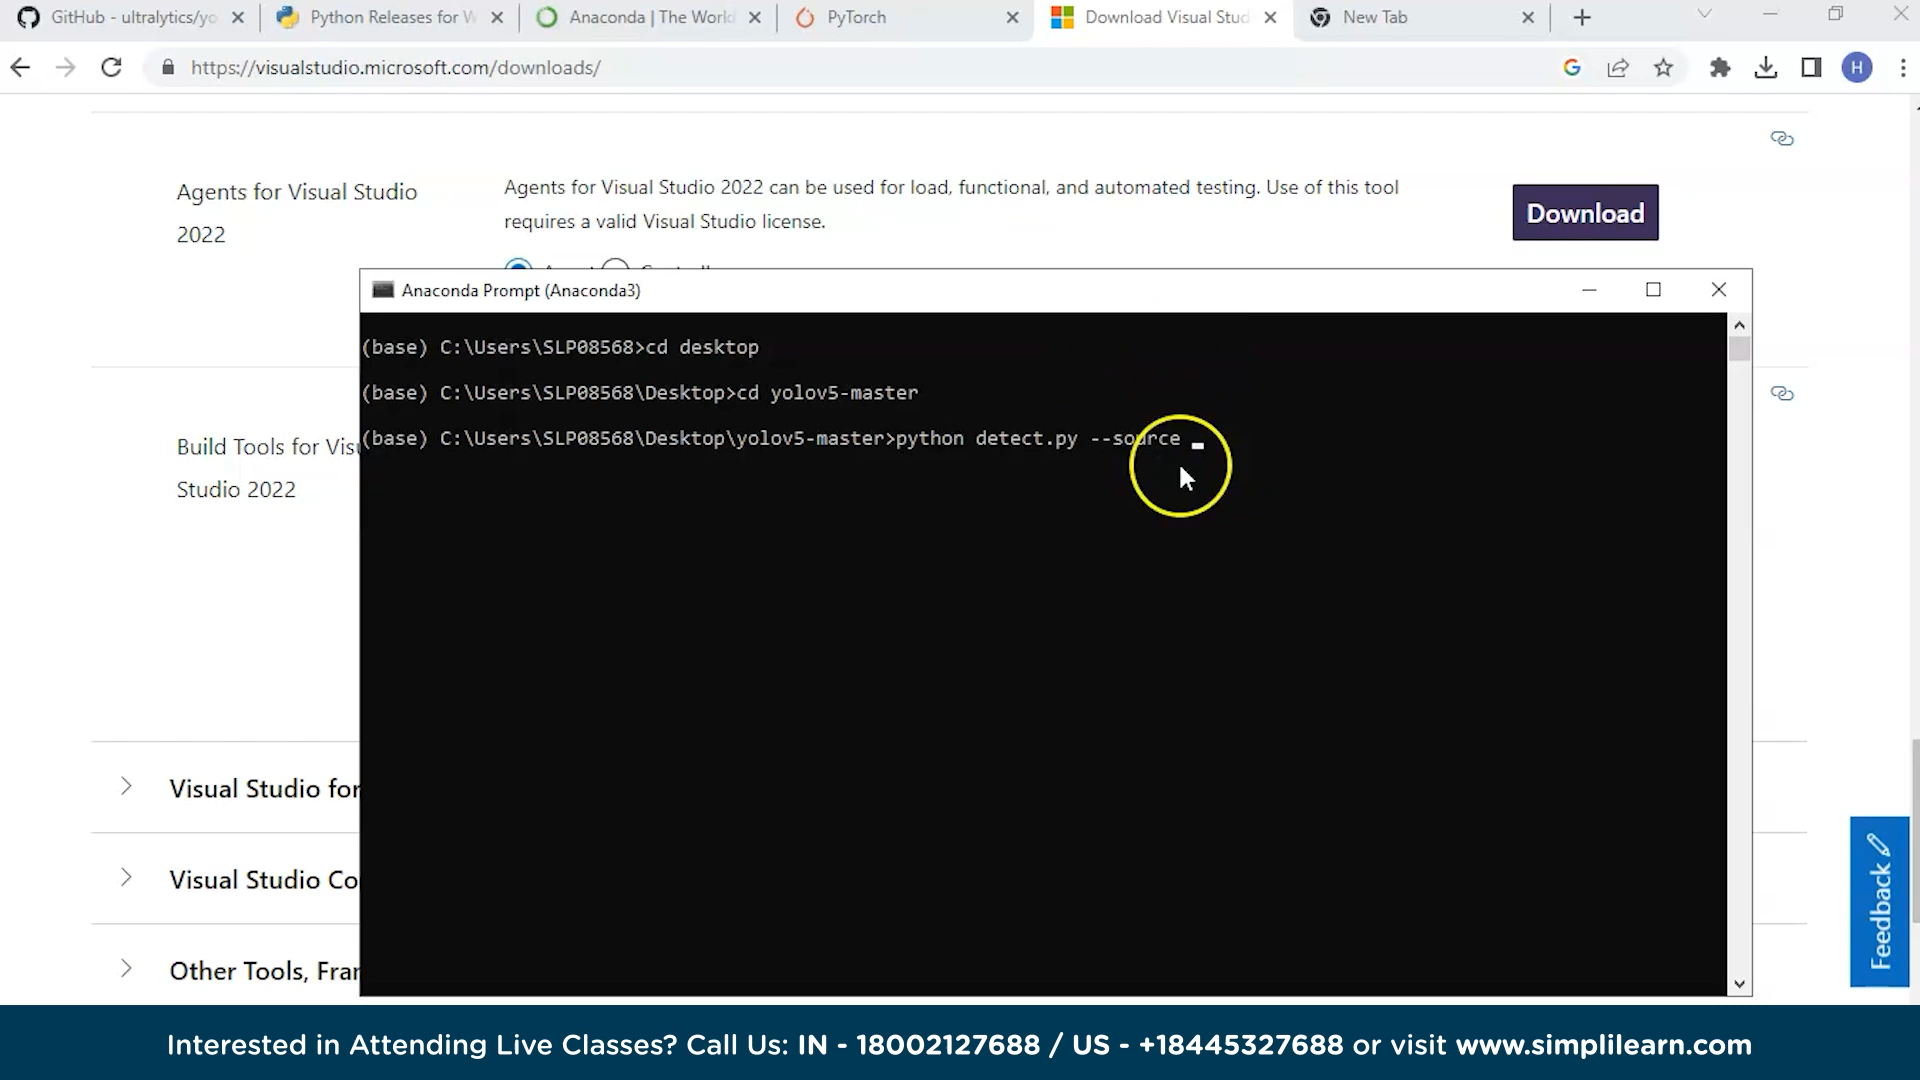 GitHub - ultralytics/yo
Python Releases for W
Anaconda | The World
PyTorch
Download Visual Stud
New Tab
https://visualstudio.microsoft.com/downloads/
H
Agents for Visual Studio
2022
Agents for Visual Studio 2022 can be used for load, functional, and automated testing. Use of this tool
requires a valid Visual Studio license.
Download
Anaconda Prompt (Anaconda3)
(base) C:\Users\SLP08568>cd desktop
(base) C:\Users\SLP08568\Desktop>cd yolov5-master
(base) C:\Users\SLP08568\Desktop\yolov5-master>python detect.py --source
Build Tools for Visu
Studio 2022
Visual Studio for
Visual Studio Co
Other Tools, Fra
Feedback
Interested in Attending Live Classes? Call Us: IN - 18002127688 / US - +18445327688 or visit www.simplilearn.com